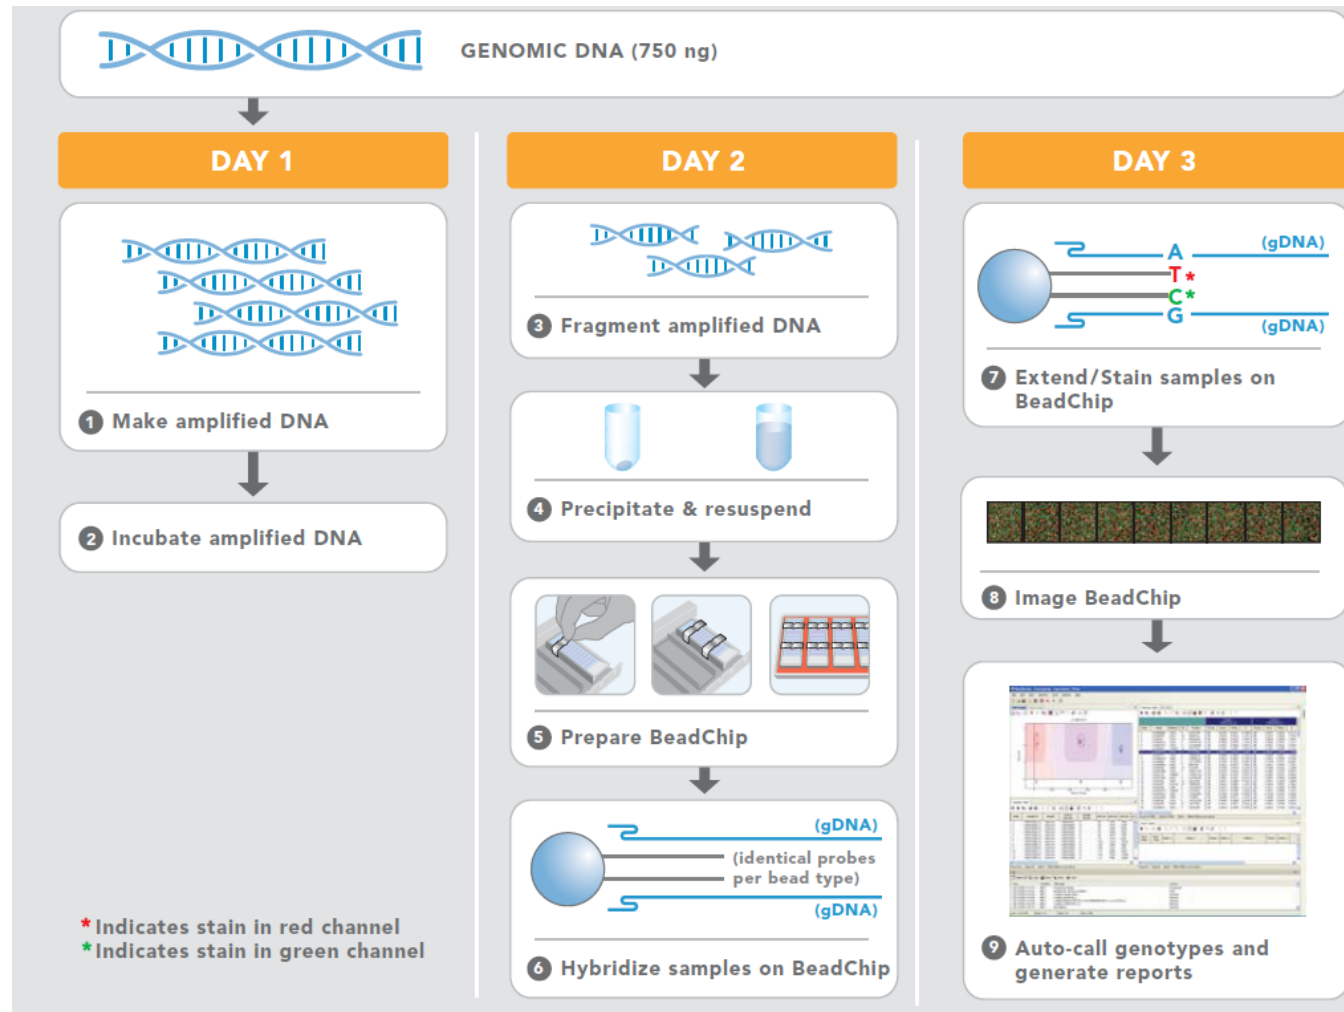 GENOMIC DNA (750 ng)
DAY 1
1 Make amplified DNA
2 Incubate amplified DNA
* Indicates stain in red channel
* Indicates stain in green channel
DAY 2
3 Fragment amplified DNA
4 Precipitate & resuspend
5 Prepare BeadChip
(gDNA)
(identical probes
per bead type)
(gDNA)
6 Hybridize samples on BeadChip
DAY 3
A (gDNA)
T *
C *
G (gDNA)
7 Extend/Stain samples on
BeadChip
8 Image BeadChip
9 Auto-call genotypes and
generate reports